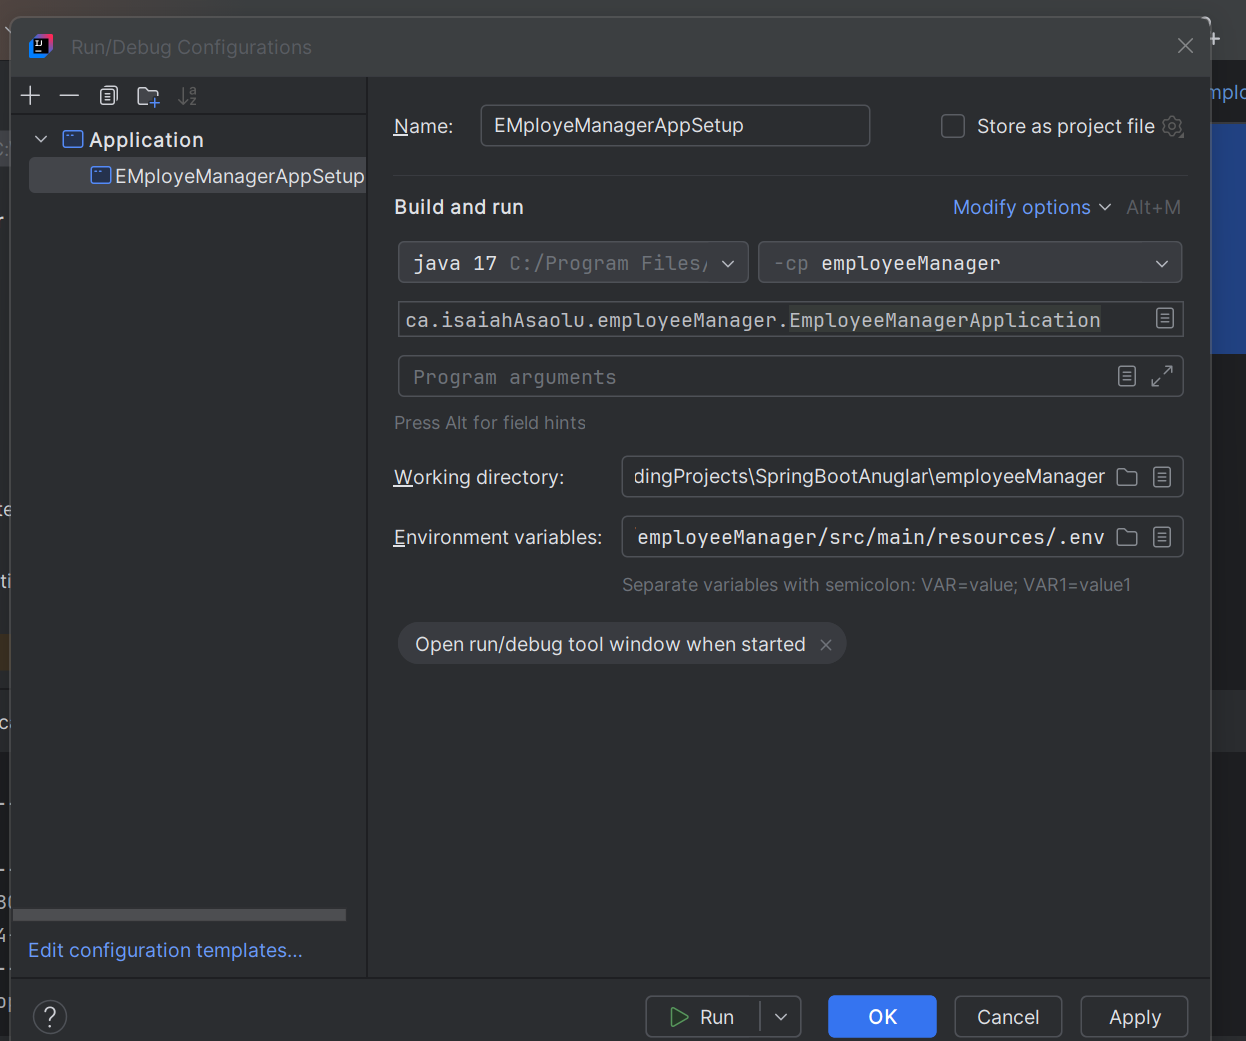 Run/Debug Configurations
Application
EMployeManagerAppSetup
Edit configuration templates...
Name:
EMployeManagerAppSetup
Store as project file
Build and run
Modify options
Alt+M
java 17 C:/Program Files/
-cp employeeManager
ca.isaiahAsaolu.employeeManager.EmployeeManagerApplication
Program arguments
Press Alt for field hints
Working directory:
dingProjects\SpringBootAnuglar\employeeManager
Environment variables:
employeeManager/src/main/resources/.env
Separate variables with semicolon: VAR=value; VAR1=value1
Open run/debug tool window when started
?
Run
OK
Cancel
Apply